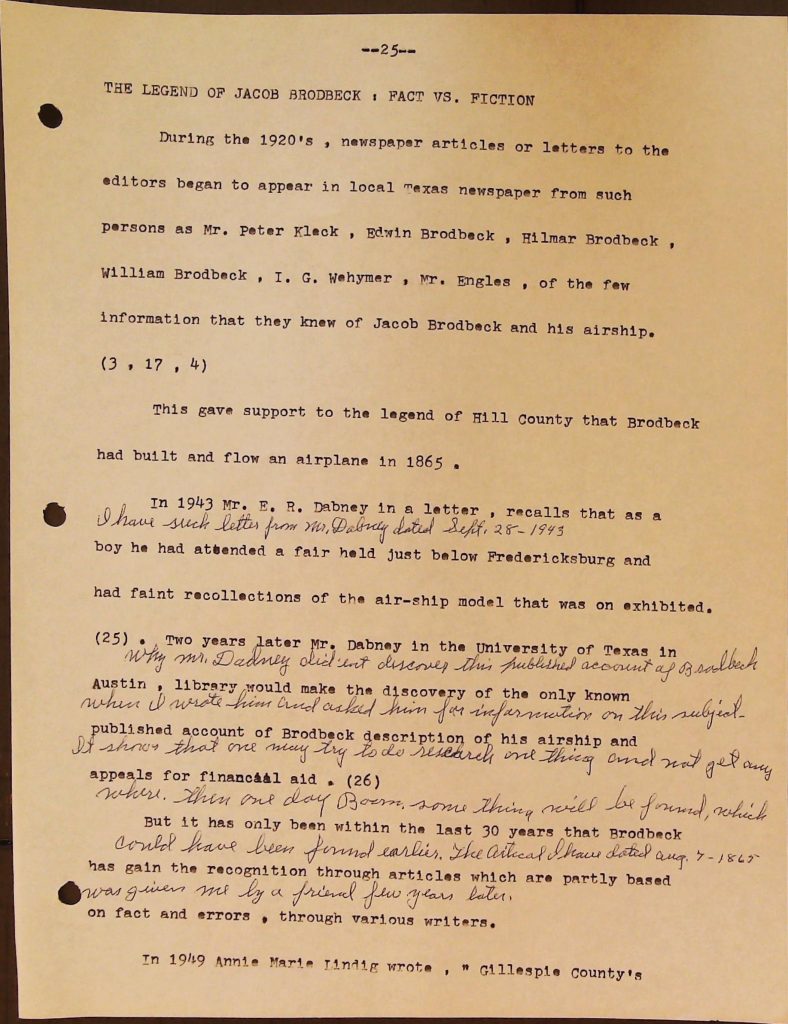 --25--
THE LEGEND OF JACOB BRODBECK : FACT VS. FICTION
During the 1920's , newspaper articles or letters to the
editors began to appear in local Texas newspaper from such
persons as Mr. Peter Kleck , Edwin Brodbeck , Hilmar Brodbeck ,
William Brodbeck , I. G. Wehymer , Mr. Engles , of the few
information that they knew of Jacob Brodbeck and his airship.
(3 , 17 , 4)
This gave support to the legend of Hill County that Brodbeck
had built and flow an airplane in 1865 .
In 1943 Mr. E. R. Dabney in a letter , recalls that as a
I have such letter from Mr. Dabney dated Sept. 28-1943
boy he had attended a fair held just below Fredericksburg and
had faint recollections of the air-ship model that was on exhibited.
(25) . Two years later Mr. Dabney in the University of Texas in
Why Mr. Dabney did'ent discover this published account of Brodbeck
Austin , library would make the discovery of the only known
when I wrote him and asked him for information on this subject-
published account of Brodbeck description of his airship and
It shows that one may try to do research one thing and not get any
appeals for financial aid . (26)
where. then one day Boom, some thing will be found, which
But it has only been within the last 30 years that Brodbeck
could have been found earlier. The artical I have dated Aug. 7-1865
has gain the recognition through articles which are partly based
was given me by a friend few years later.
on fact and errors , through various writers.
In 1949 Annie Marie Lindig wrote , " Gillespie County's